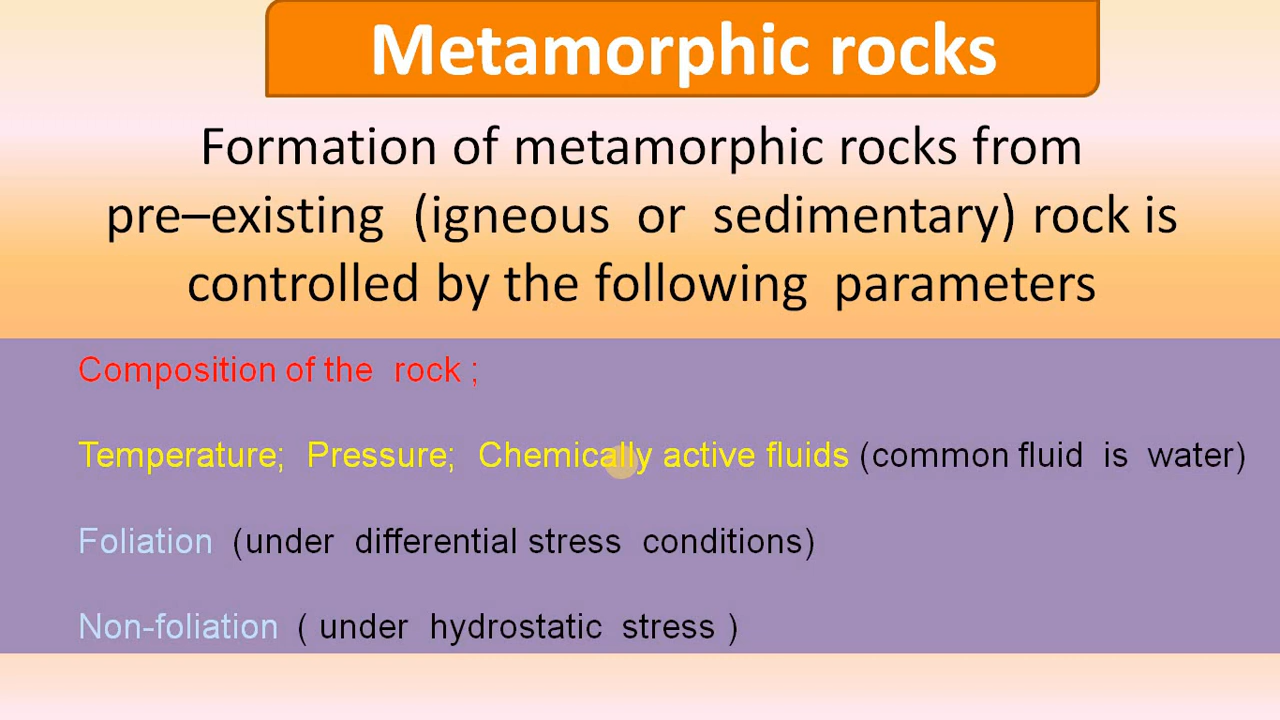 Metamorphic rocks
Formation of metamorphic rocks from
pre–existing (igneous or sedimentary) rock is
controlled by the following parameters
Composition of the rock ;
Temperature; Pressure; Chemically active fluids (common fluid is water)
Foliation (under differential stress conditions)
Non-foliation ( under hydrostatic stress )